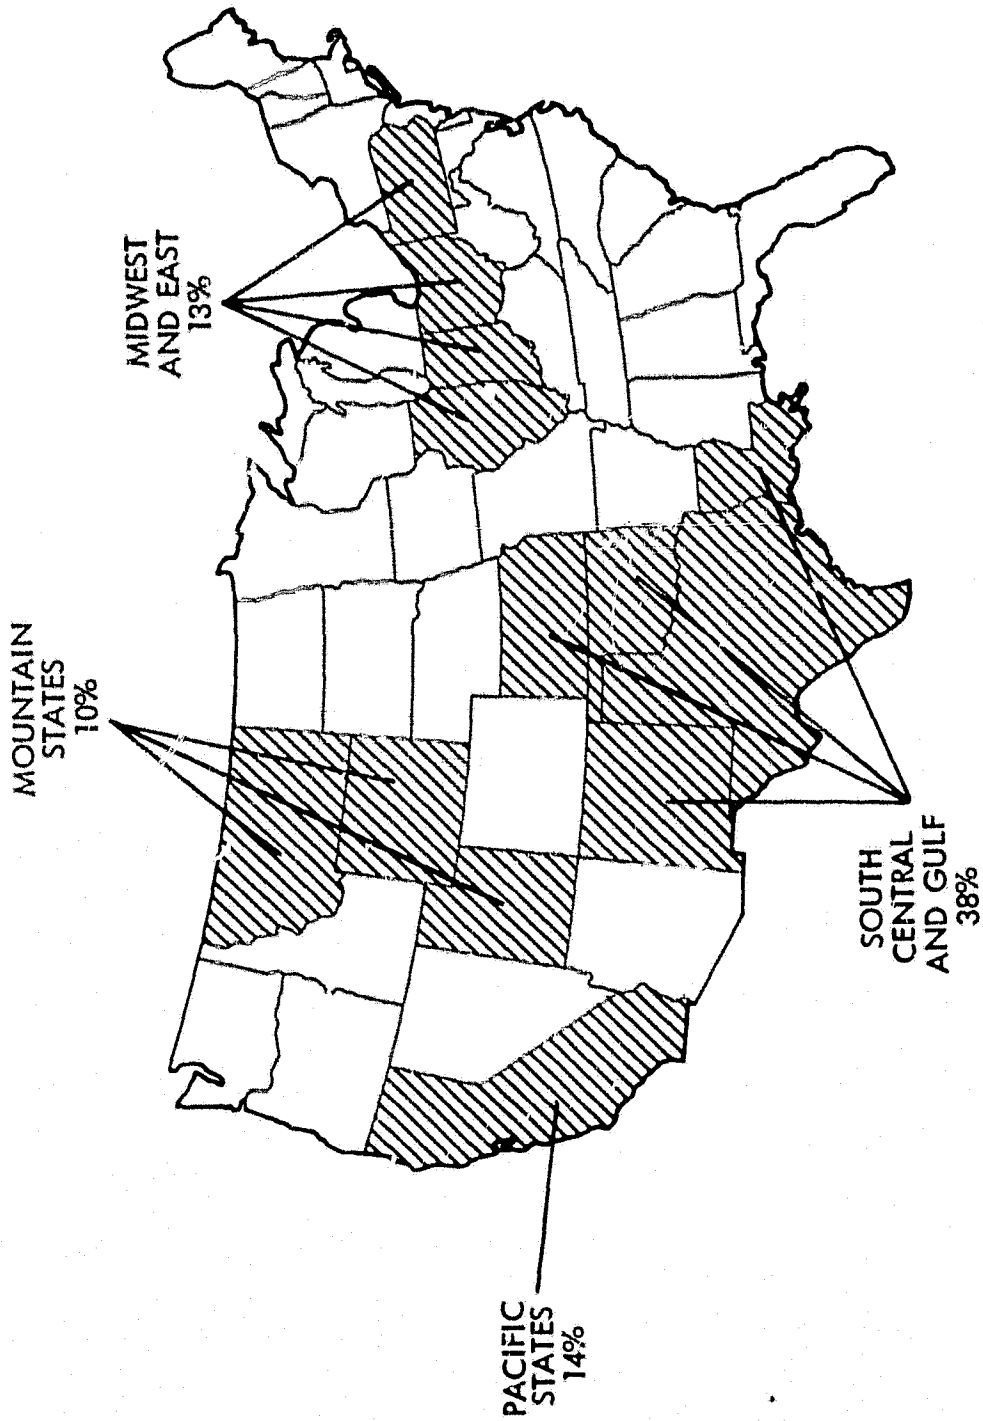 MOUNTAIN
STATES
10%
MIDWEST
AND EAST
13%
PACIFIC
STATES
14%
SOUTH
CENTRAL
AND GULF
38%